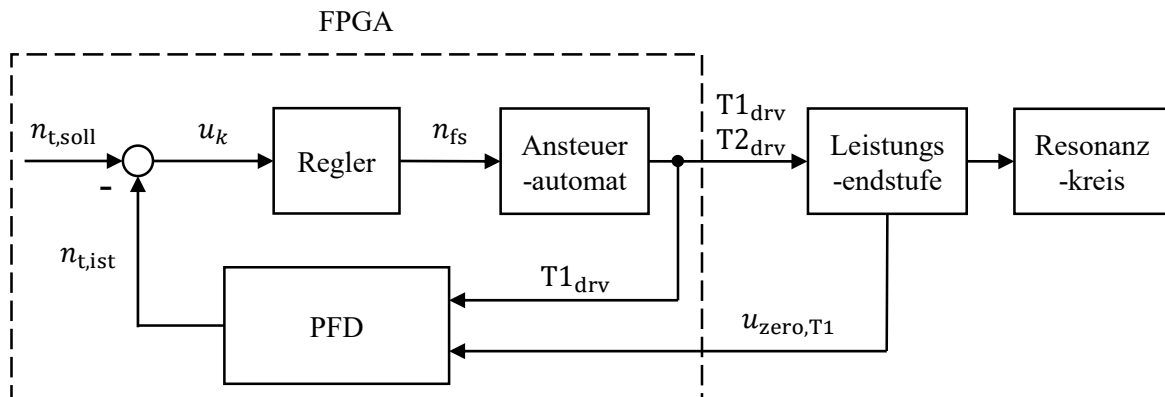 FPGA
n_t,soll
u_k
Regler
n_fs
Ansteuer
-automat
T1_drv
T2_drv
Leistungs
-endstufe
Resonanz
-kreis
-
n_t,ist
PFD
T1_drv
u_zero,T1